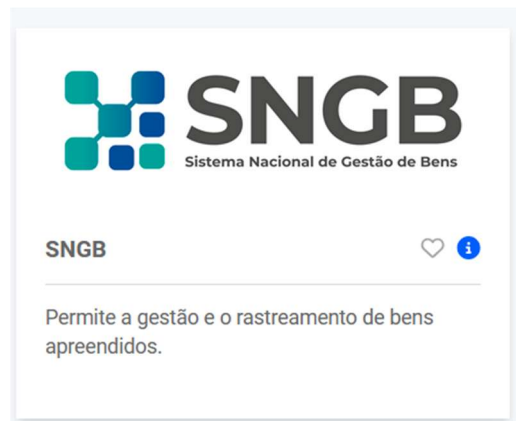 SNGB
Sistema Nacional de Gestão de Bens
SNGB
Permite a gestão e o rastreamento de bens
apreendidos.